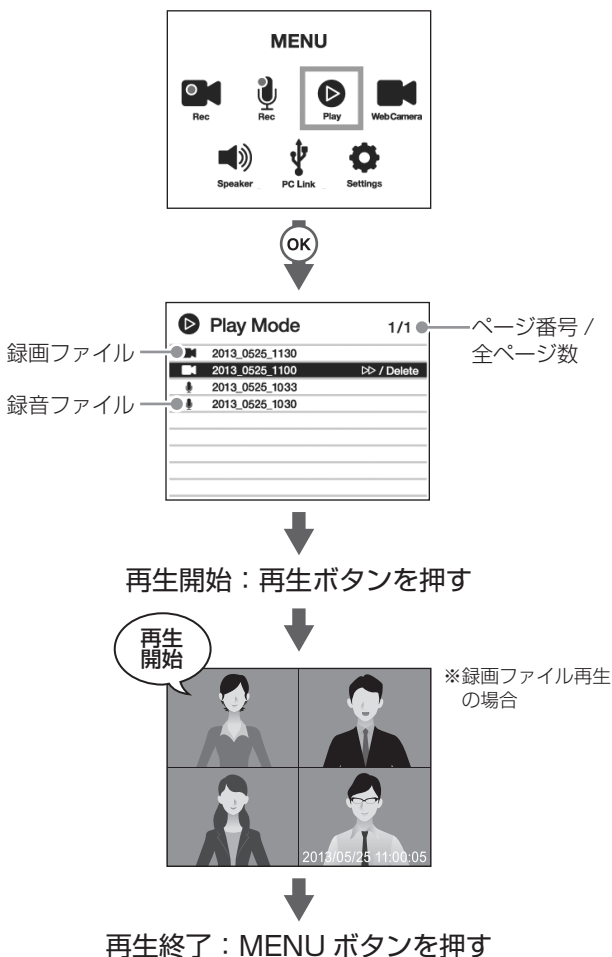 MENU
Rec
Rec
Play
WebCamera
Speaker
PC Link
Settings
OK
Play Mode
1/1
ページ番号 /
全ページ数
録画ファイル
2013_0525_1130
2013_0525_1100
/ Delete
2013_0525_1033
録音ファイル
2013_0525_1030
再生開始：再生ボタンを押す
再生
開始
※録画ファイル再生
の場合
2013/05/25 11:00:05
再生終了：MENU ボタンを押す